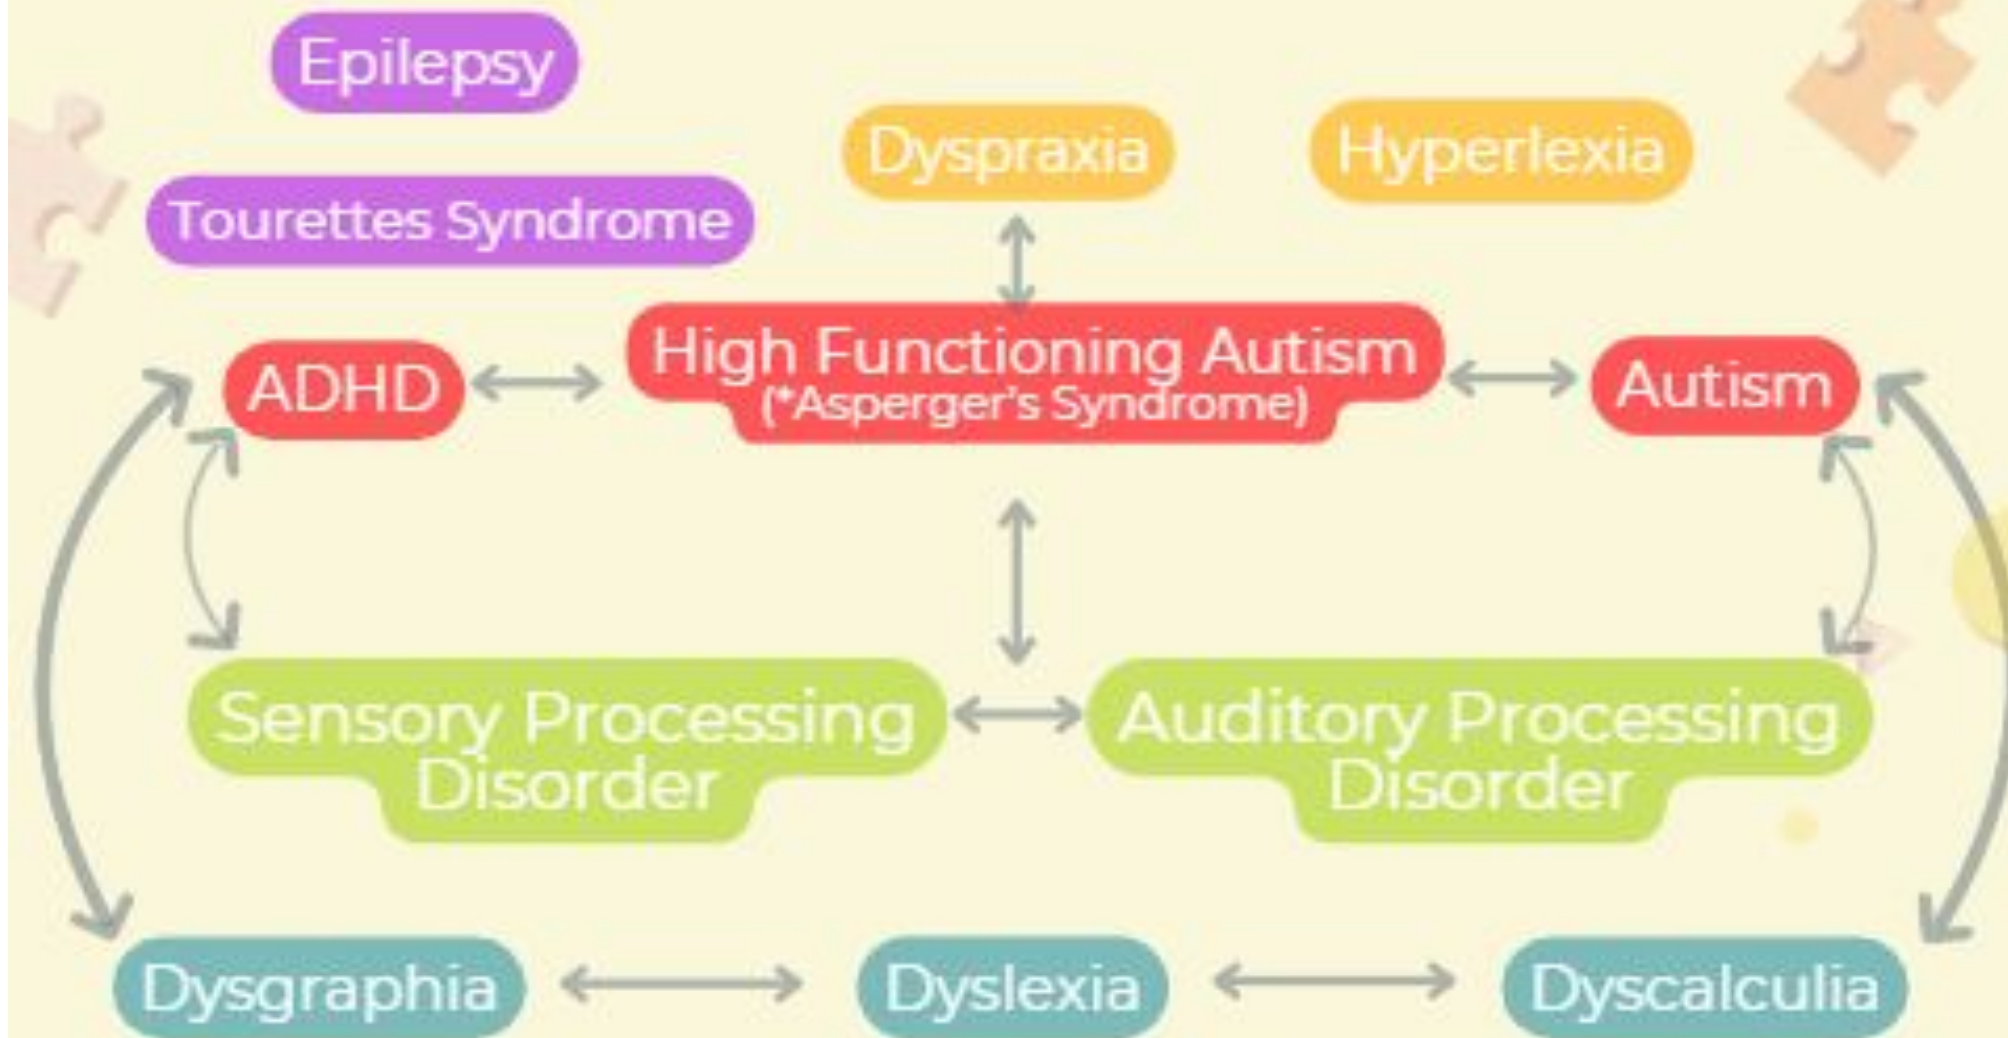 Epilepsy
Dyspraxia
Hyperlexia
Tourettes Syndrome
ADHD
High Functioning Autism
(*Asperger's Syndrome)
Autism
Sensory Processing
Disorder
Auditory Processing
Disorder
Dysgraphia
Dyslexia
Dyscalculia